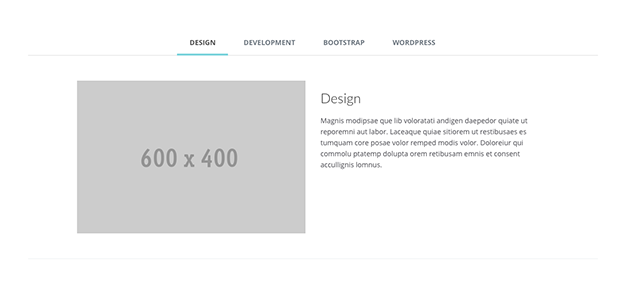 DESIGN DEVELOPMENT BOOTSTRAP WORDPRESS
600 x 400
Design
Magnis modipsae que lib voloratati andigen daepedor quiate ut
reporemni aut labor. Laceaque quiae sitiorem ut restibusaes es
tumquam core posae volor remped modis volor. Doloreiur qui
commolu ptatemp dolupta orem retibusam emnis et consent
accullignis lomnus.